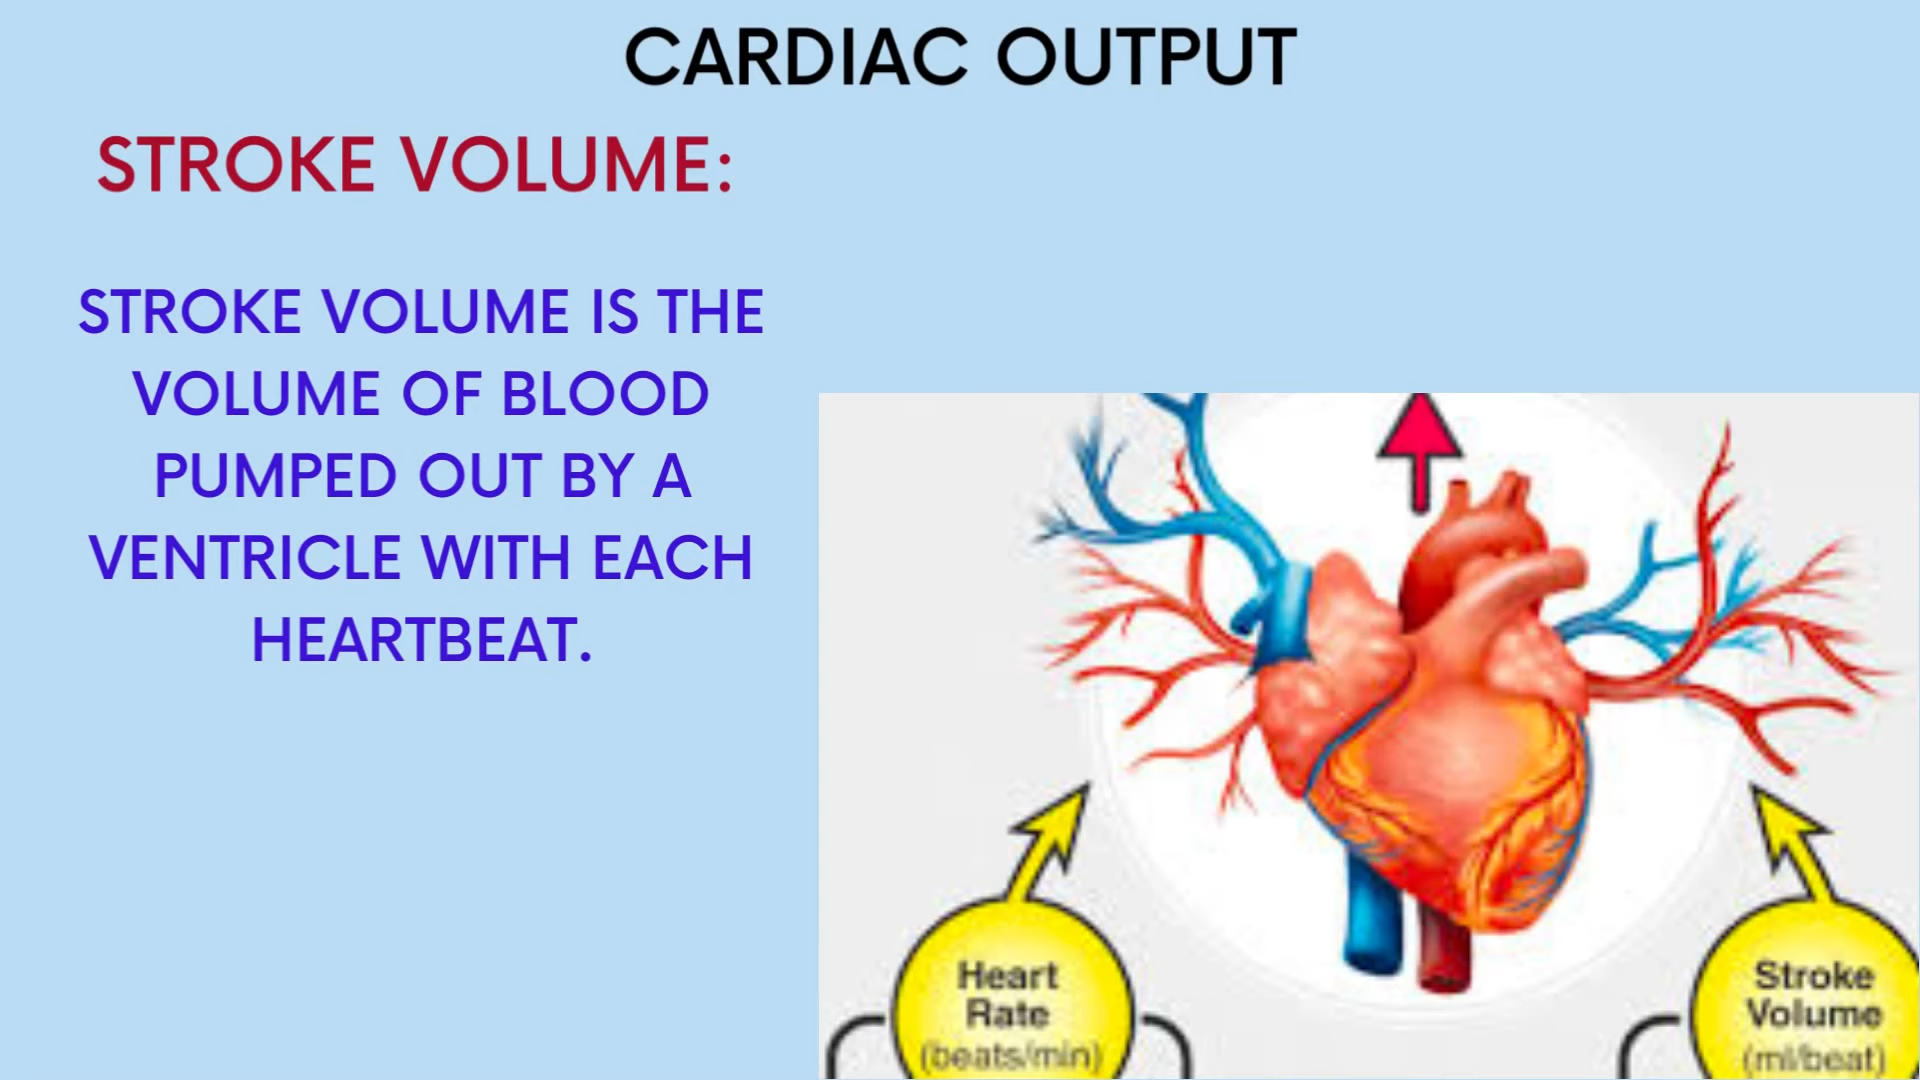 CARDIAC OUTPUT
STROKE VOLUME:
STROKE VOLUME IS THE
VOLUME OF BLOOD
PUMPED OUT BY A
VENTRICLE WITH EACH
HEARTBEAT.
Heart
Rate
(beats/min)
Stroke
Volume
(ml/beat)